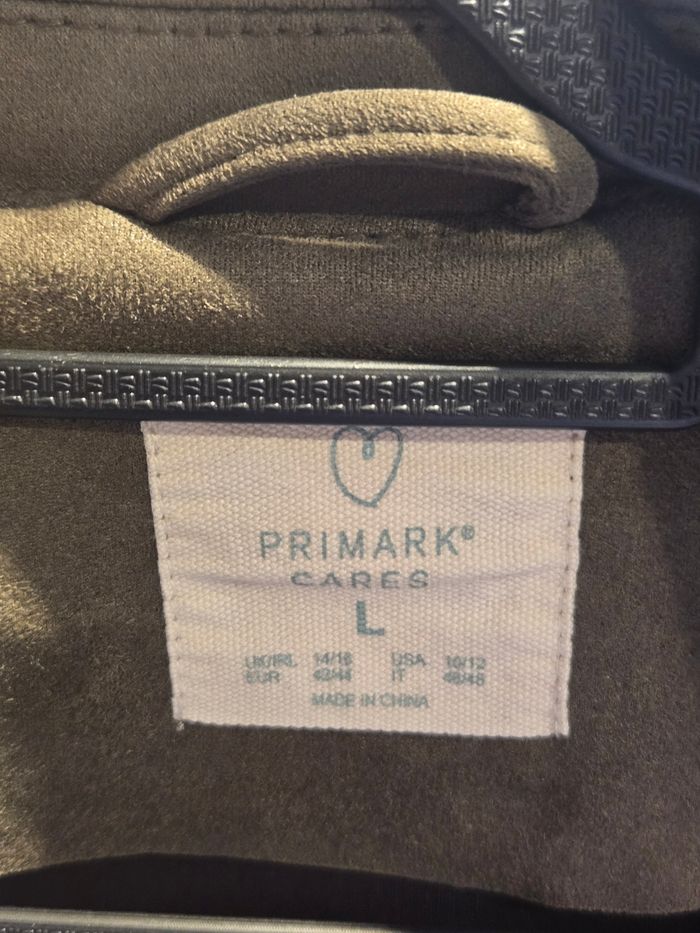 PRIMARK®
CARES
L
UK/IRL 14/16 USA 10/12
EUR 42/44 IT 46/48
MADE IN CHINA